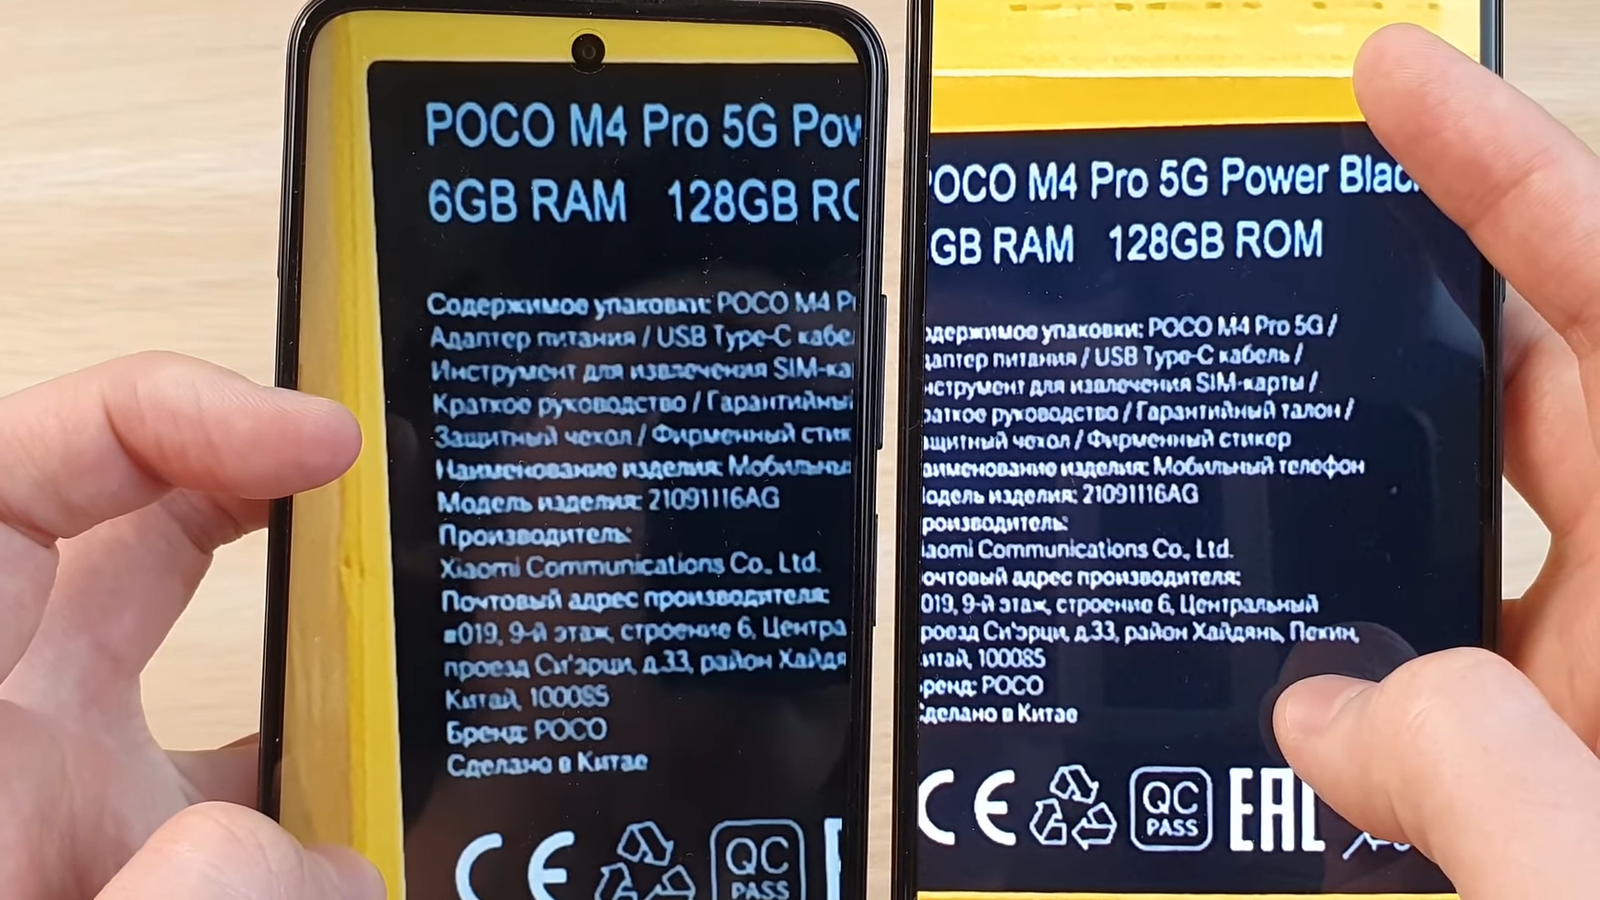 POCO M4 Pro 5G Pow
6GB RAM 128GB RO
Содержимое упаковки: POCO M4 P
Адаптер питания / USB Type-C кабе
Инструмент для извлечения SIM-ка
Краткое руководство / Гарантийны
Защитный чехол / Фирменный стик
Наименование изделия: Мобильны
Модель изделия: 21091116AG
Производитель:
Xiaomi Communications Co., Ltd.
Почтовый адрес производителя:
019, 9-й этаж, строение 6, Центра
проезд Си'эрци, д.33, район Хайдя
Китай, 100085
Бренд: POCO
Сделано в Китае
CE QC
PASS
OCO M4 Pro 5G Power Blac
GB RAM 128GB ROM
одержимое упаковки: POCO M4 Pro 5G /
даптер питания / USB Type-C кабель /
нструмент для извлечения SIM-карты /
раткое руководство / Гарантийный талон /
ащитный чехол / Фирменный стикер
аименование изделия: Мобильный телефон
одель изделия: 21091116AG
роизводитель:
iaomi Communications Co., Ltd.
очтовый адрес производителя:
019, 9-й этаж, строение 6, Центральный
роезд Си'эрци, д.33, район Хайдянь, Пекин,
итай, 100085
ренд: POCO
Сделано в Китае
CE QC EAC
PASS